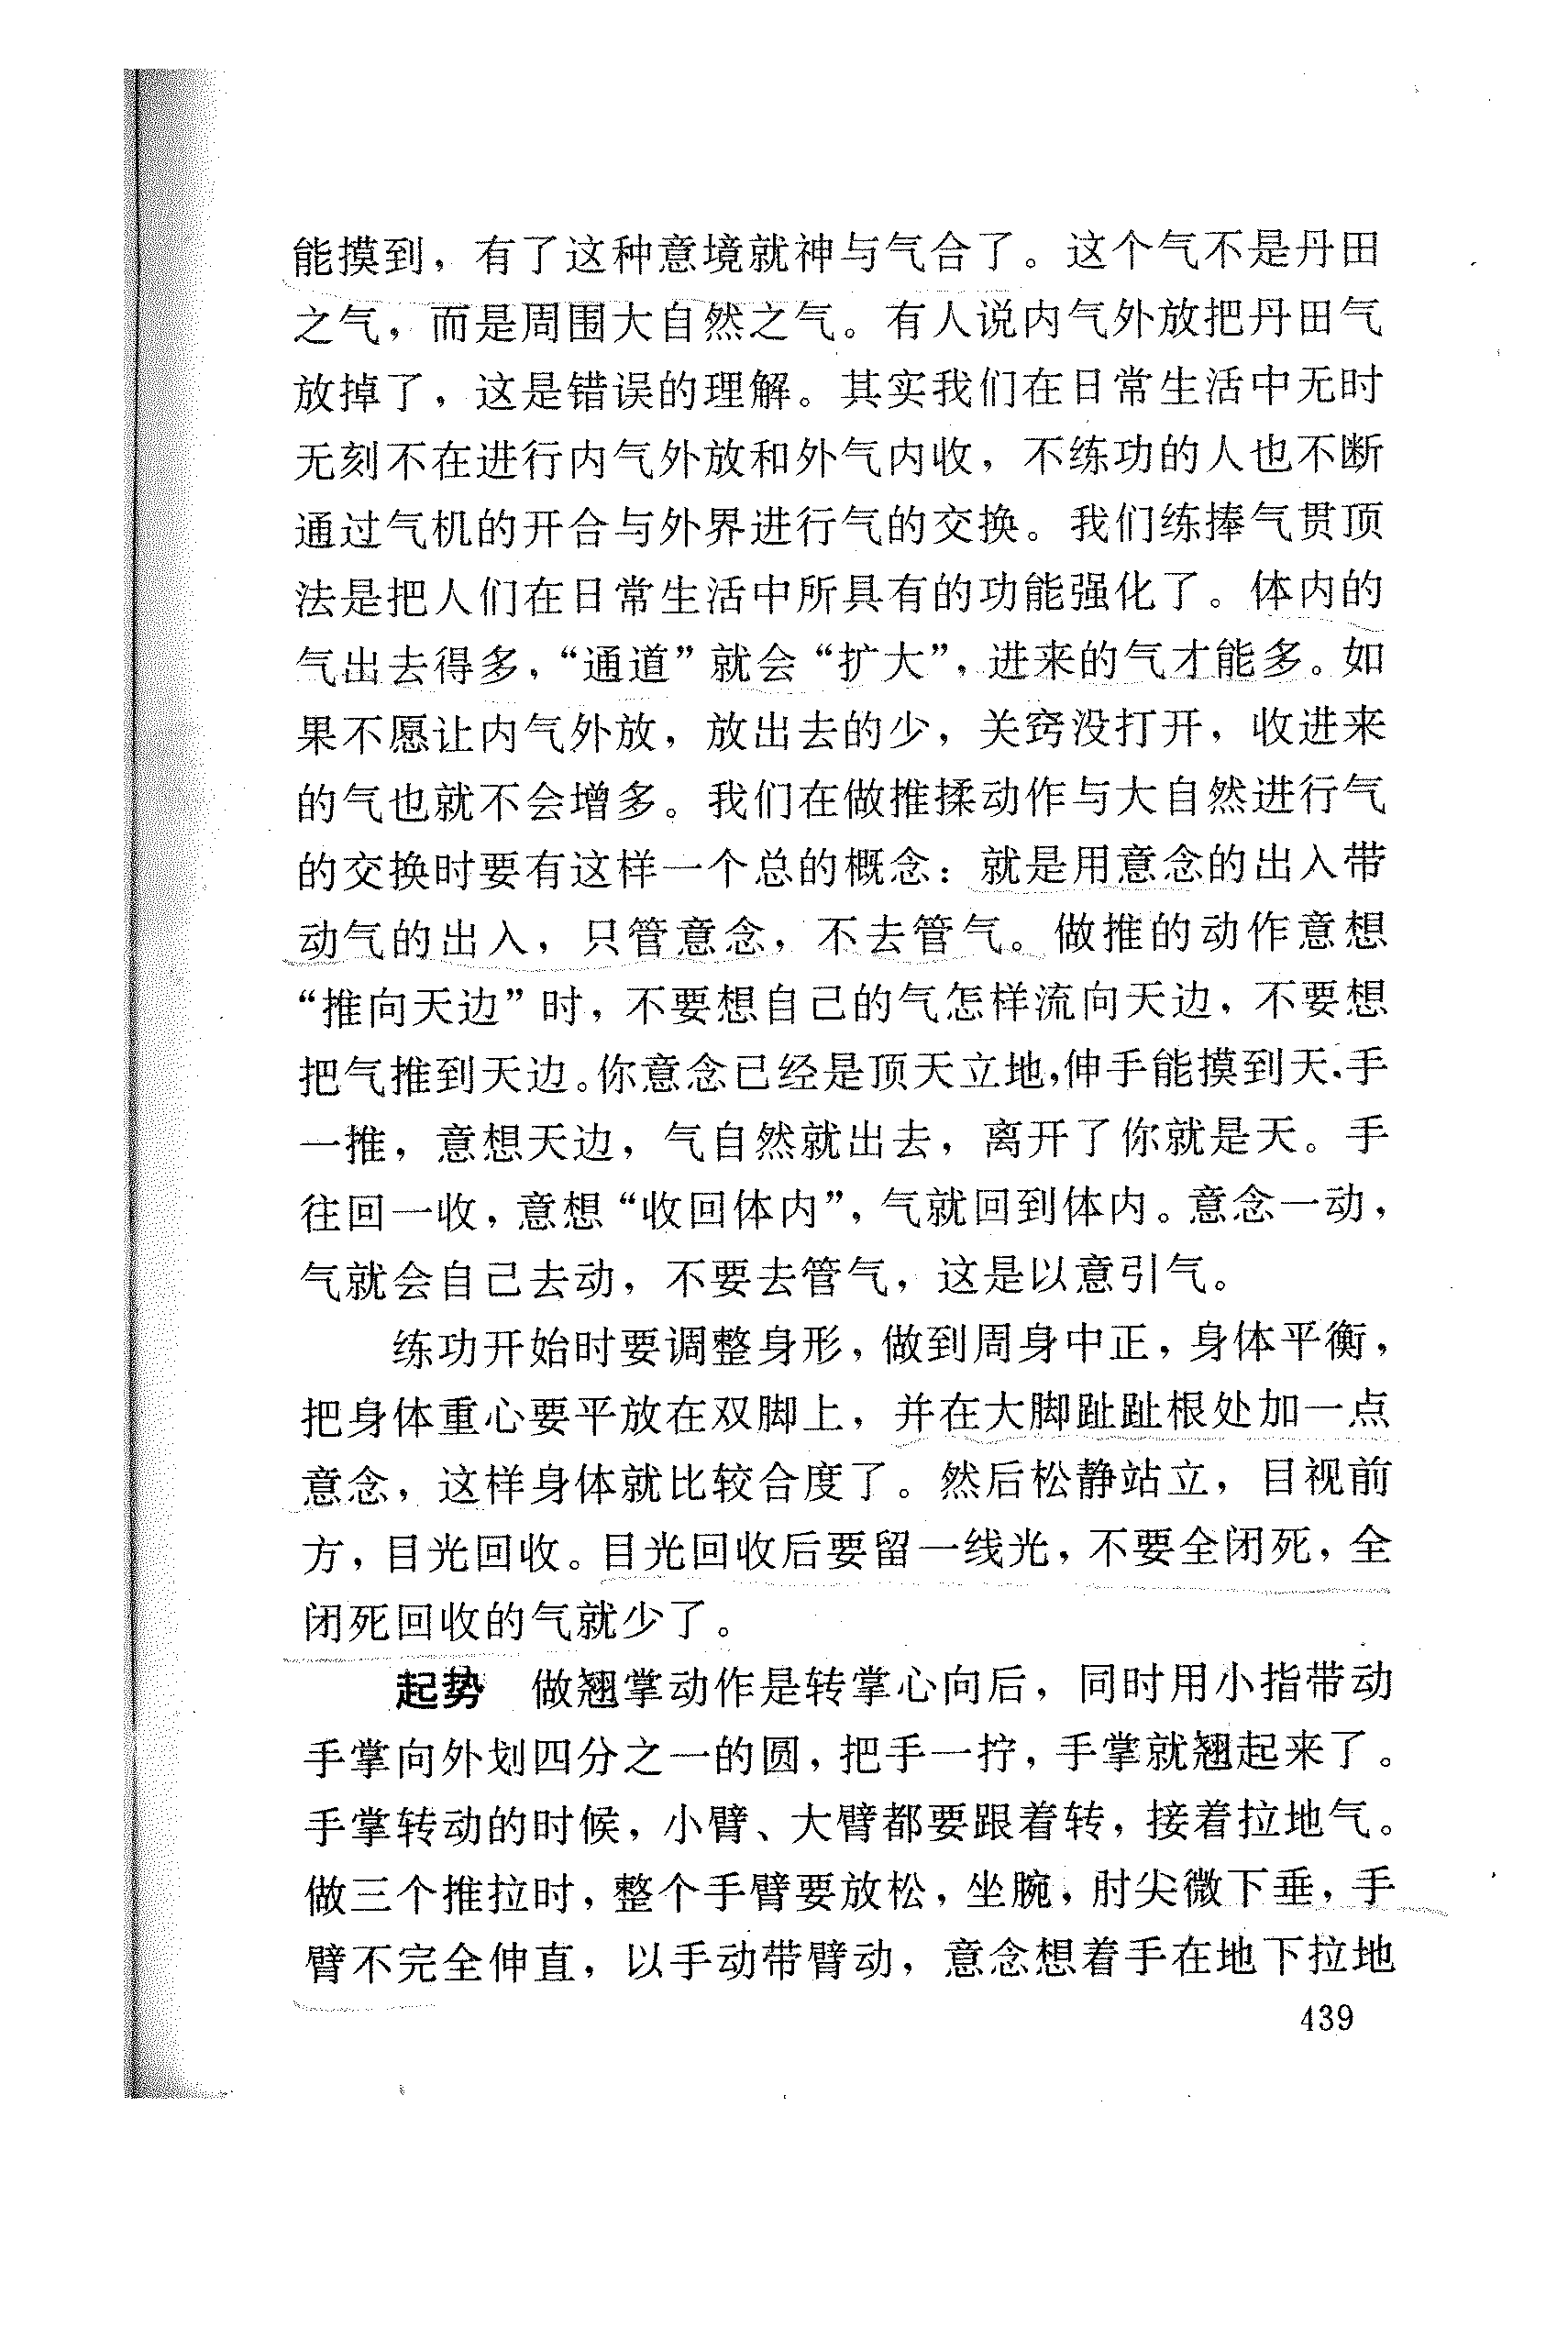 能摸到，有了这种意境就神与气合了。这个气不是丹田
之气，而是周围大自然之气。有人说内气外放把丹田气
放掉了，这是错误的理解。其实我们在日常生活中无时
无刻不在进行内气外放和外气内收，不练功的人也不断
通过气机的开合与外界进行气的交换。我们练捧气贯顶
法是把人们在日常生活中所具有的功能强化了。体内的
气出去得多，“通道”就会“扩大”，进来的气才能多。如
果不愿让内气外放，放出去的少，关窍没打开，收进来
的气也就不会增多。我们在做推揉动作与大自然进行气
的交换时要有这样一个总的概念：就是用意念的出入带
动气的出入，只管意念，不去管气。做推的动作意想
“推向天边”时，不要想自己的气怎样流向天边，不要想
把气推到天边。你意念已经是顶天立地，伸手能摸到天，手
一推，意想天边，气自然就出去，离开了你就是天。手
往回一收，意想“收回体内”，气就回到体内。意念一动，
气就会自己去动，不要去管气，这是以意引气。
练功开始时要调整身形，做到周身中正，身体平衡，
把身体重心要平放在双脚上，并在大脚趾趾根处加一点
意念，这样身体就比较合度了。然后松静站立，目视前
方，目光回收。目光回收后要留一线光，不要全闭死，全
闭死回收的气就少了。
起势　做翘掌动作是转掌心向后，同时用小指带动
手掌向外划四分之一的圆，把手一拧，手掌就翘起来了。
手掌转动的时候，小臂、大臂都要跟着转，接着拉地气。
做三个推拉时，整个手臂要放松，坐腕，肘尖微下垂，手
臂不完全伸直，以手动带臂动，意念想着手在地下拉地
439